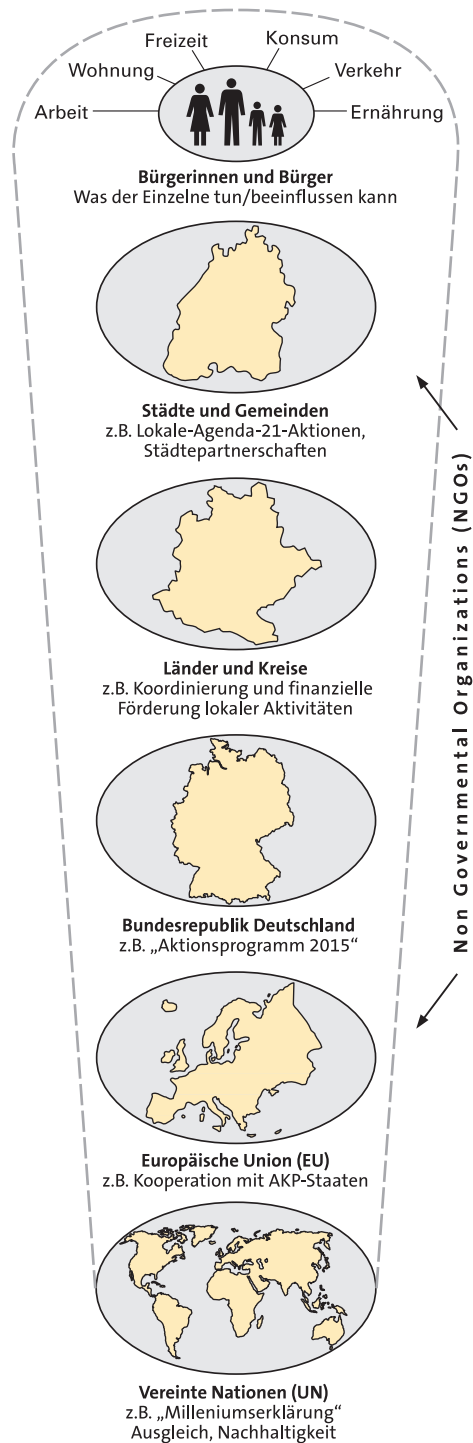 Freizeit
Konsum
Wohnung
Verkehr
Arbeit
Ernährung
Bürgerinnen und Bürger
Was der Einzelne tun/beeinflussen kann
Städte und Gemeinden
z.B. Lokale-Agenda-21-Aktionen,
Städtepartnerschaften
Länder und Kreise
z.B. Koordinierung und finanzielle
Förderung lokaler Aktivitäten
Bundesrepublik Deutschland
z.B. „Aktionsprogramm 2015“
Europäische Union (EU)
z.B. Kooperation mit AKP-Staaten
Vereinte Nationen (UN)
z.B. „Milleniumserklärung“
Ausgleich, Nachhaltigkeit
Non Governmental Organizations (NGOs)